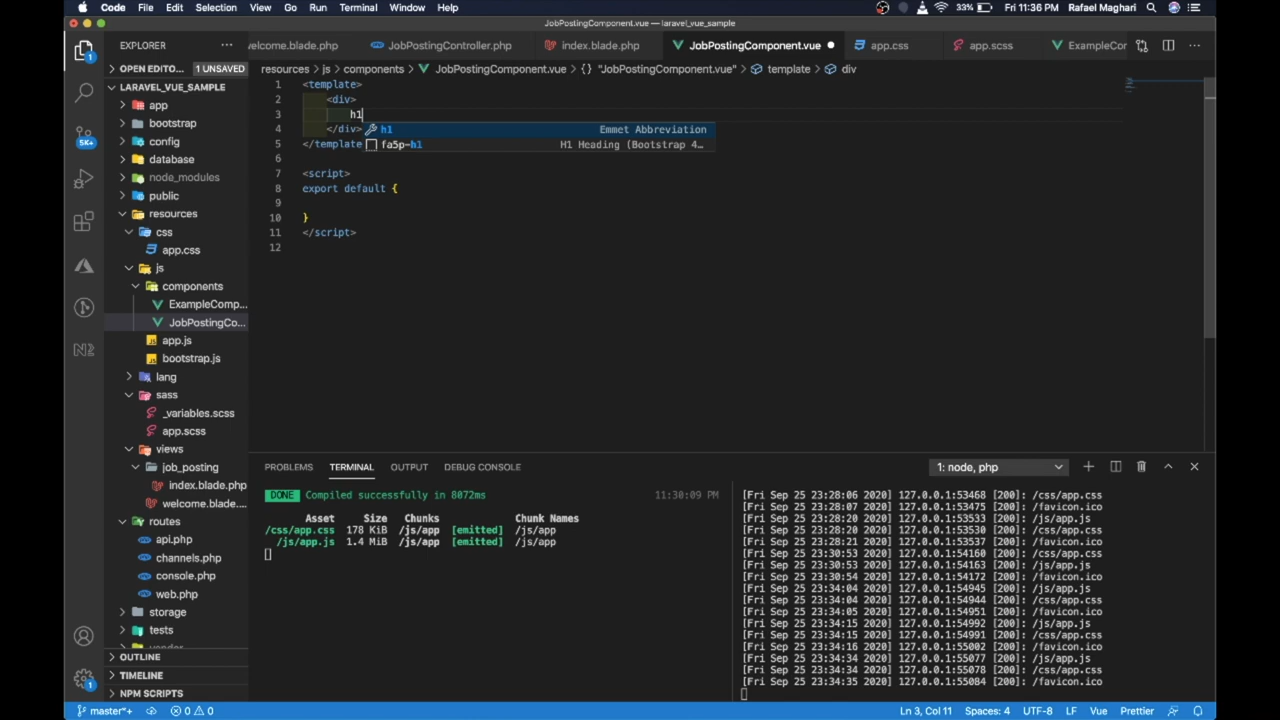 Code File Edit Selection View Go Run Terminal Window Help 33% Fri 11:36 PM Rafael Maghari
JobPostingComponent.vue — laravel_vue_sample
EXPLORER ··· welcome.blade.php JobPostingController.php index.blade.php JobPostingComponent.vue app.css app.scss ExampleCor ···
OPEN EDITO... 1 UNSAVED
resources > js > components > JobPostingComponent.vue > {} "JobPostingComponent.vue" > template > div
LARAVEL_VUE_SAMPLE
app
bootstrap
config
database
node_modules
public
resources
css
app.css
js
components
ExampleComp...
JobPostingCo...
app.js
bootstrap.js
lang
sass
_variables.scss
app.scss
views
job_posting
index.blade.php
welcome.blade...
routes
api.php
channels.php
console.php
web.php
storage
tests
OUTLINE
TIMELINE
NPM SCRIPTS
1
5K+
1
1 <template>
2 <div>
3 h1
4 </div>
5 </template
6
7 <script>
8 export default {
9
10 }
11 </script>
12
h1 Emmet Abbreviation
fa5p-h1 H1 Heading (Bootstrap 4...
PROBLEMS TERMINAL OUTPUT DEBUG CONSOLE 1: node, php
DONE Compiled successfully in 8072ms 11:30:09 PM
Asset Size Chunks Chunk Names
/css/app.css 178 KiB /js/app [emitted] /js/app
/js/app.js 1.4 MiB /js/app [emitted] /js/app
[Fri Sep 25 23:28:06 2020] 127.0.0.1:53468 [200]: /css/app.css
[Fri Sep 25 23:28:07 2020] 127.0.0.1:53475 [200]: /favicon.ico
[Fri Sep 25 23:28:20 2020] 127.0.0.1:53533 [200]: /js/app.js
[Fri Sep 25 23:28:20 2020] 127.0.0.1:53530 [200]: /css/app.css
[Fri Sep 25 23:28:21 2020] 127.0.0.1:53537 [200]: /favicon.ico
[Fri Sep 25 23:30:53 2020] 127.0.0.1:54160 [200]: /css/app.css
[Fri Sep 25 23:30:53 2020] 127.0.0.1:54163 [200]: /js/app.js
[Fri Sep 25 23:30:54 2020] 127.0.0.1:54172 [200]: /favicon.ico
[Fri Sep 25 23:34:04 2020] 127.0.0.1:54945 [200]: /js/app.js
[Fri Sep 25 23:34:04 2020] 127.0.0.1:54944 [200]: /css/app.css
[Fri Sep 25 23:34:05 2020] 127.0.0.1:54951 [200]: /favicon.ico
[Fri Sep 25 23:34:15 2020] 127.0.0.1:54992 [200]: /js/app.js
[Fri Sep 25 23:34:15 2020] 127.0.0.1:54991 [200]: /css/app.css
[Fri Sep 25 23:34:16 2020] 127.0.0.1:55002 [200]: /favicon.ico
[Fri Sep 25 23:34:34 2020] 127.0.0.1:55077 [200]: /js/app.js
[Fri Sep 25 23:34:34 2020] 127.0.0.1:55078 [200]: /css/app.css
[Fri Sep 25 23:34:35 2020] 127.0.0.1:55084 [200]: /favicon.ico
master*+ 0 0 Ln 3, Col 11 Spaces: 4 UTF-8 LF Vue Prettier